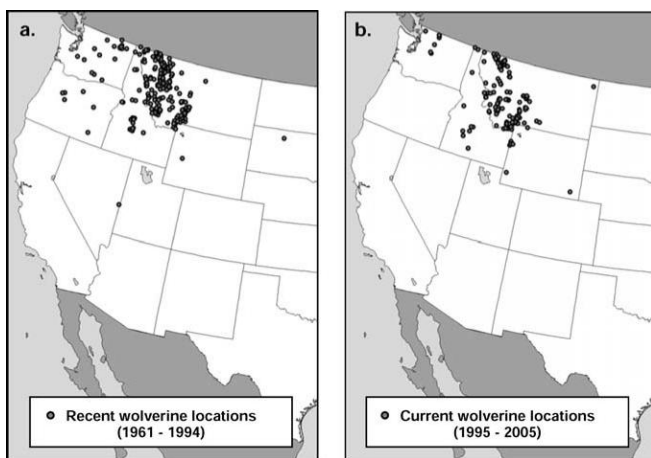 a.
Recent wolverine locations
(1961 - 1994)
b.
Current wolverine locations
(1995 - 2005)